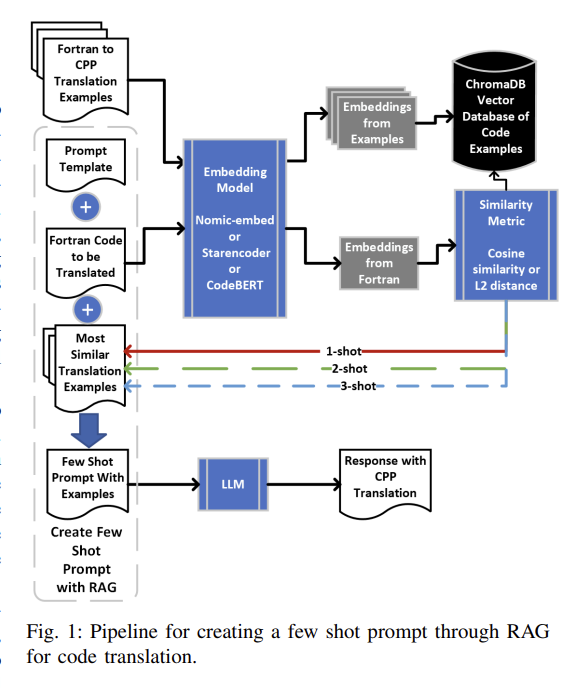 Fortran to
CPP
Translation
Examples
Prompt
Template
+
Fortran Code
to be
Translated
+
Most
Similar
Translation
Examples
Few Shot
Prompt With
Examples
Create Few
Shot
Prompt
with RAG
Embedding
Model
Nomic-embed
or
Starencoder
or
CodeBERT
Embeddings
from
Examples
Embeddings
from
Fortran
ChromaDB
Vector
Database of
Code
Examples
Similarity
Metric
Cosine
similarity or
L2 distance
1-shot
2-shot
3-shot
LLM
Response with
CPP
Translation
Fig. 1: Pipeline for creating a few shot prompt through RAG
for code translation.